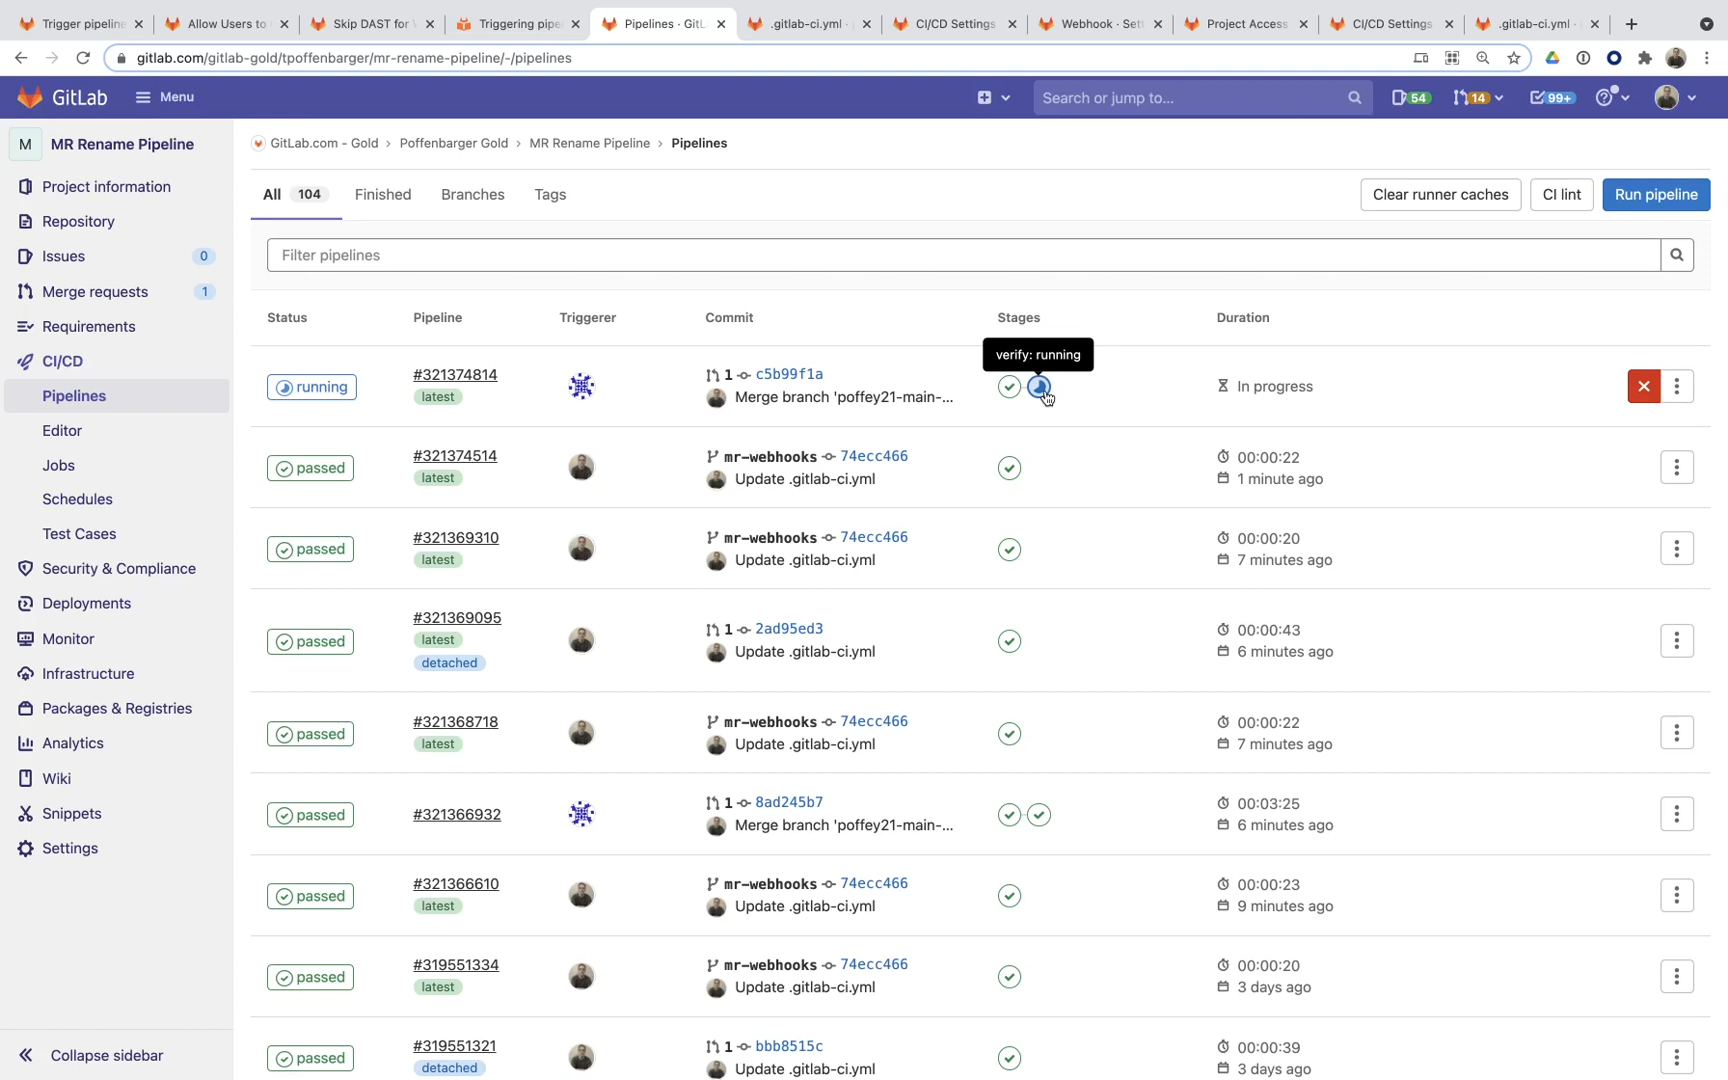 Trigger pipeline
Allow Users to
Skip DAST for
Triggering pipe
Pipelines · GitL
.gitlab-ci.yml ·
CI/CD Settings
Webhook · Sett
Project Access
CI/CD Settings
.gitlab-ci.yml ·
gitlab.com/gitlab-gold/tpoffenbarger/mr-rename-pipeline/-/pipelines
GitLab Menu Search or jump to... 54 14 99+
M MR Rename Pipeline
Project information
Repository
Issues 0
Merge requests 1
Requirements
CI/CD
Pipelines
Editor
Jobs
Schedules
Test Cases
Security & Compliance
Deployments
Monitor
Infrastructure
Packages & Registries
Analytics
Wiki
Snippets
Settings
Collapse sidebar
GitLab.com - Gold › Poffenbarger Gold › MR Rename Pipeline › Pipelines
All 104 Finished Branches Tags Clear runner caches CI lint Run pipeline
Filter pipelines
Status Pipeline Triggerer Commit Stages Duration
verify: running
running #321374814 1 c5b99f1a In progress
latest Merge branch 'poffey21-main-...
passed #321374514 mr-webhooks 74ecc466 00:00:22
latest Update .gitlab-ci.yml 1 minute ago
passed #321369310 mr-webhooks 74ecc466 00:00:20
latest Update .gitlab-ci.yml 7 minutes ago
#321369095
passed latest 1 2ad95ed3 00:00:43
detached Update .gitlab-ci.yml 6 minutes ago
passed #321368718 mr-webhooks 74ecc466 00:00:22
latest Update .gitlab-ci.yml 7 minutes ago
passed #321366932 1 8ad245b7 00:03:25
Merge branch 'poffey21-main-... 6 minutes ago
passed #321366610 mr-webhooks 74ecc466 00:00:23
latest Update .gitlab-ci.yml 9 minutes ago
passed #319551334 mr-webhooks 74ecc466 00:00:20
latest Update .gitlab-ci.yml 3 days ago
passed #319551321 1 bbb8515c 00:00:39
detached Update .gitlab-ci.yml 3 days ago